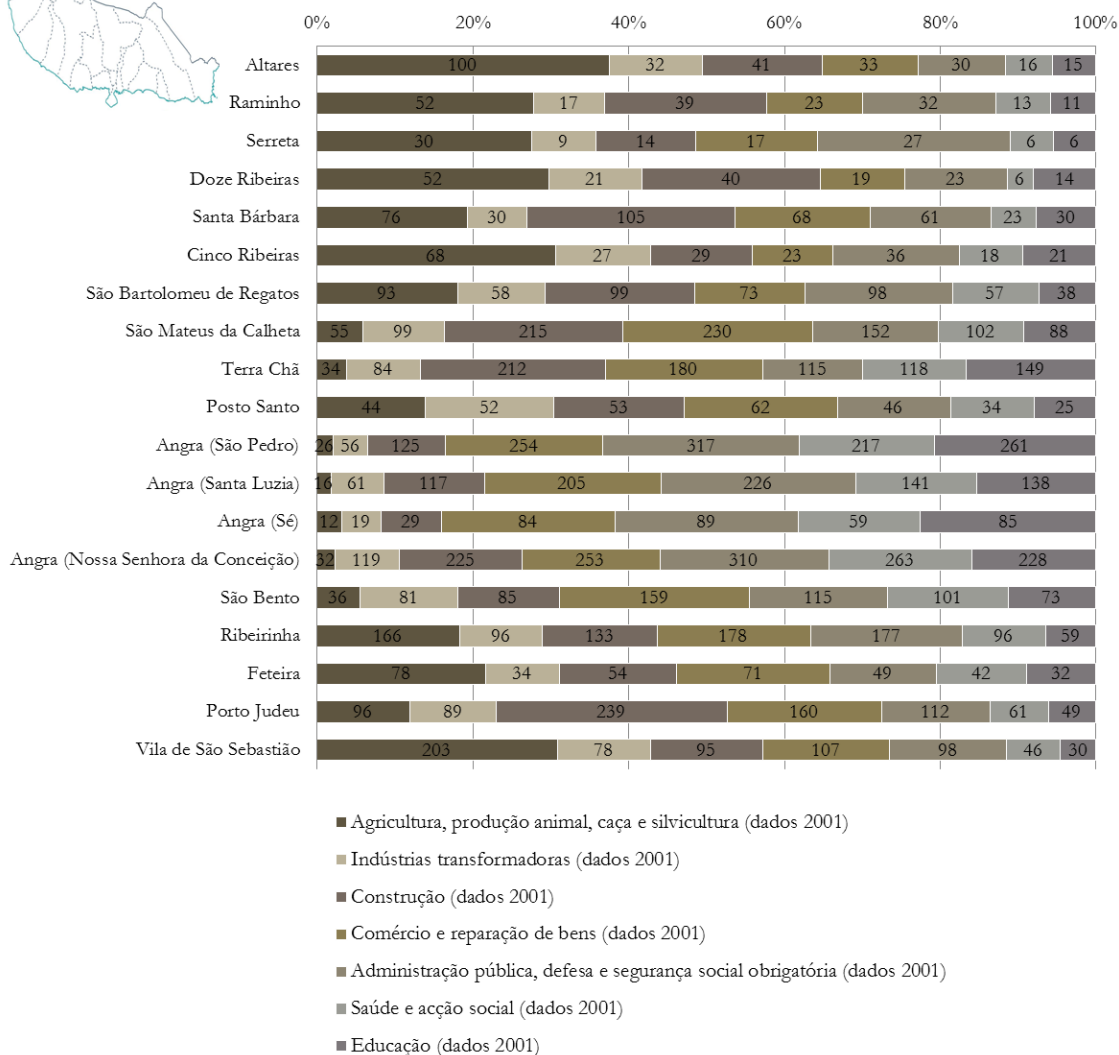 0% 20% 40% 60% 80% 100%
Altares 100 32 41 33 30 16 15
Raminho 52 17 39 23 32 13 11
Serreta 30 9 14 17 27 6 6
Doze Ribeiras 52 21 40 19 23 6 14
Santa Bárbara 76 30 105 68 61 23 30
Cinco Ribeiras 68 27 29 23 36 18 21
São Bartolomeu de Regatos 93 58 99 73 98 57 38
São Mateus da Calheta 55 99 215 230 152 102 88
Terra Chã 34 84 212 180 115 118 149
Posto Santo 44 52 53 62 46 34 25
Angra (São Pedro) 26 56 125 254 317 217 261
Angra (Santa Luzia) 16 61 117 205 226 141 138
Angra (Sé) 12 19 29 84 89 59 85
Angra (Nossa Senhora da Conceição) 32 119 225 253 310 263 228
São Bento 36 81 85 159 115 101 73
Ribeirinha 166 96 133 178 177 96 59
Feteira 78 34 54 71 49 42 32
Porto Judeu 96 89 239 160 112 61 49
Vila de São Sebastião 203 78 95 107 98 46 30
Agricultura, produção animal, caça e silvicultura (dados 2001)
Indústrias transformadoras (dados 2001)
Construção (dados 2001)
Comércio e reparação de bens (dados 2001)
Administração pública, defesa e segurança social obrigatória (dados 2001)
Saúde e acção social (dados 2001)
Educação (dados 2001)